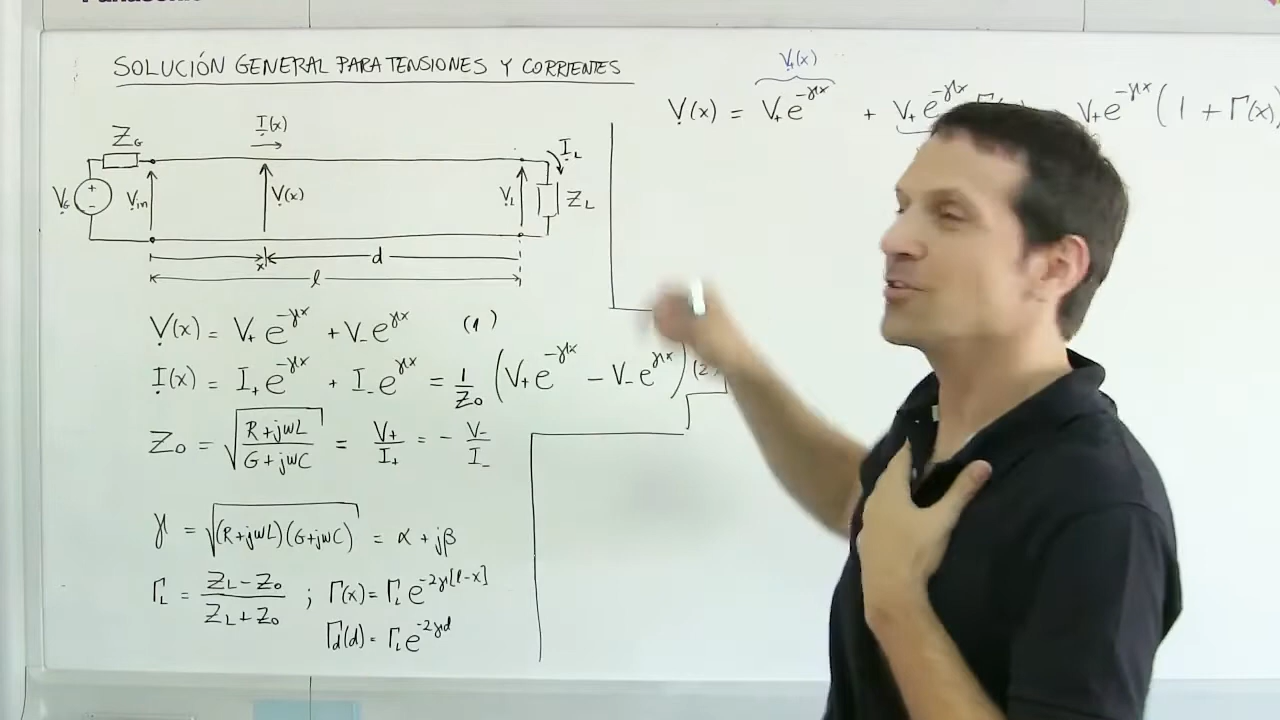 SOLUCIÓN GENERAL PARA TENSIONES Y CORRIENTES
Z_G
I(x)
I_L
V_G
+
-
V_in
V(x)
V_L
Z_L
x
d
l
V(x) = V₊e^{-γx} + V₋e^{γx} (1)
I(x) = I₊e^{-γx} + I₋e^{γx} = 1/Z₀ (V₊e^{-γx} - V₋e^{γx}) (2)
Z₀ = √((R+jωL)/(G+jωC)) = V₊/I₊ = - V₋/I₋
γ = √((R+jωL)(G+jωC)) = α + jβ
Γ_L = (Z_L - Z₀)/(Z_L + Z₀) ; Γ(x) = Γ_L e^{-2γ[l-x]}
Γ_d(d) = Γ_L e^{-2γd}
V₊(x)
V(x) = V₊e^{-γx} + V₊e^{-γx} V₊e^{-γx}(1 + Γ(x)